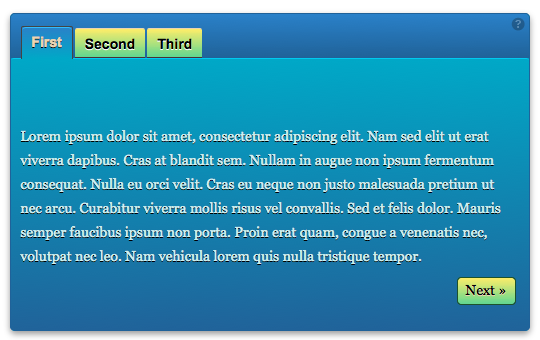 First Second Third ?
Lorem ipsum dolor sit amet, consectetur adipiscing elit. Nam sed elit ut erat
viverra dapibus. Cras at blandit sem. Nullam in augue non ipsum fermentum
consequat. Nulla eu orci velit. Cras eu neque non justo malesuada pretium ut
nec arcu. Curabitur viverra mollis risus vel convallis. Sed et felis dolor. Mauris
semper faucibus ipsum non porta. Proin erat quam, congue a venenatis nec,
volutpat nec leo. Nam vehicula lorem quis nulla tristique tempor.
Next »